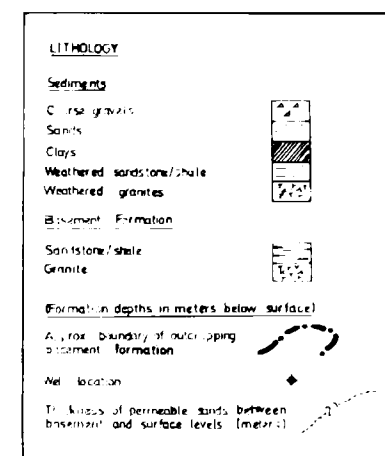 LITHOLOGY
Sediments
gravels
Sands
Clays
Weathered sandstone/shale
Weathered granites
Basement Formation
Sandstone/shale
Granite
(Formation depths in meters below surface)
Approx boundary of outcropping
basement formation
Well location
Thickness of permeable sands between
basement and surface levels (meters)